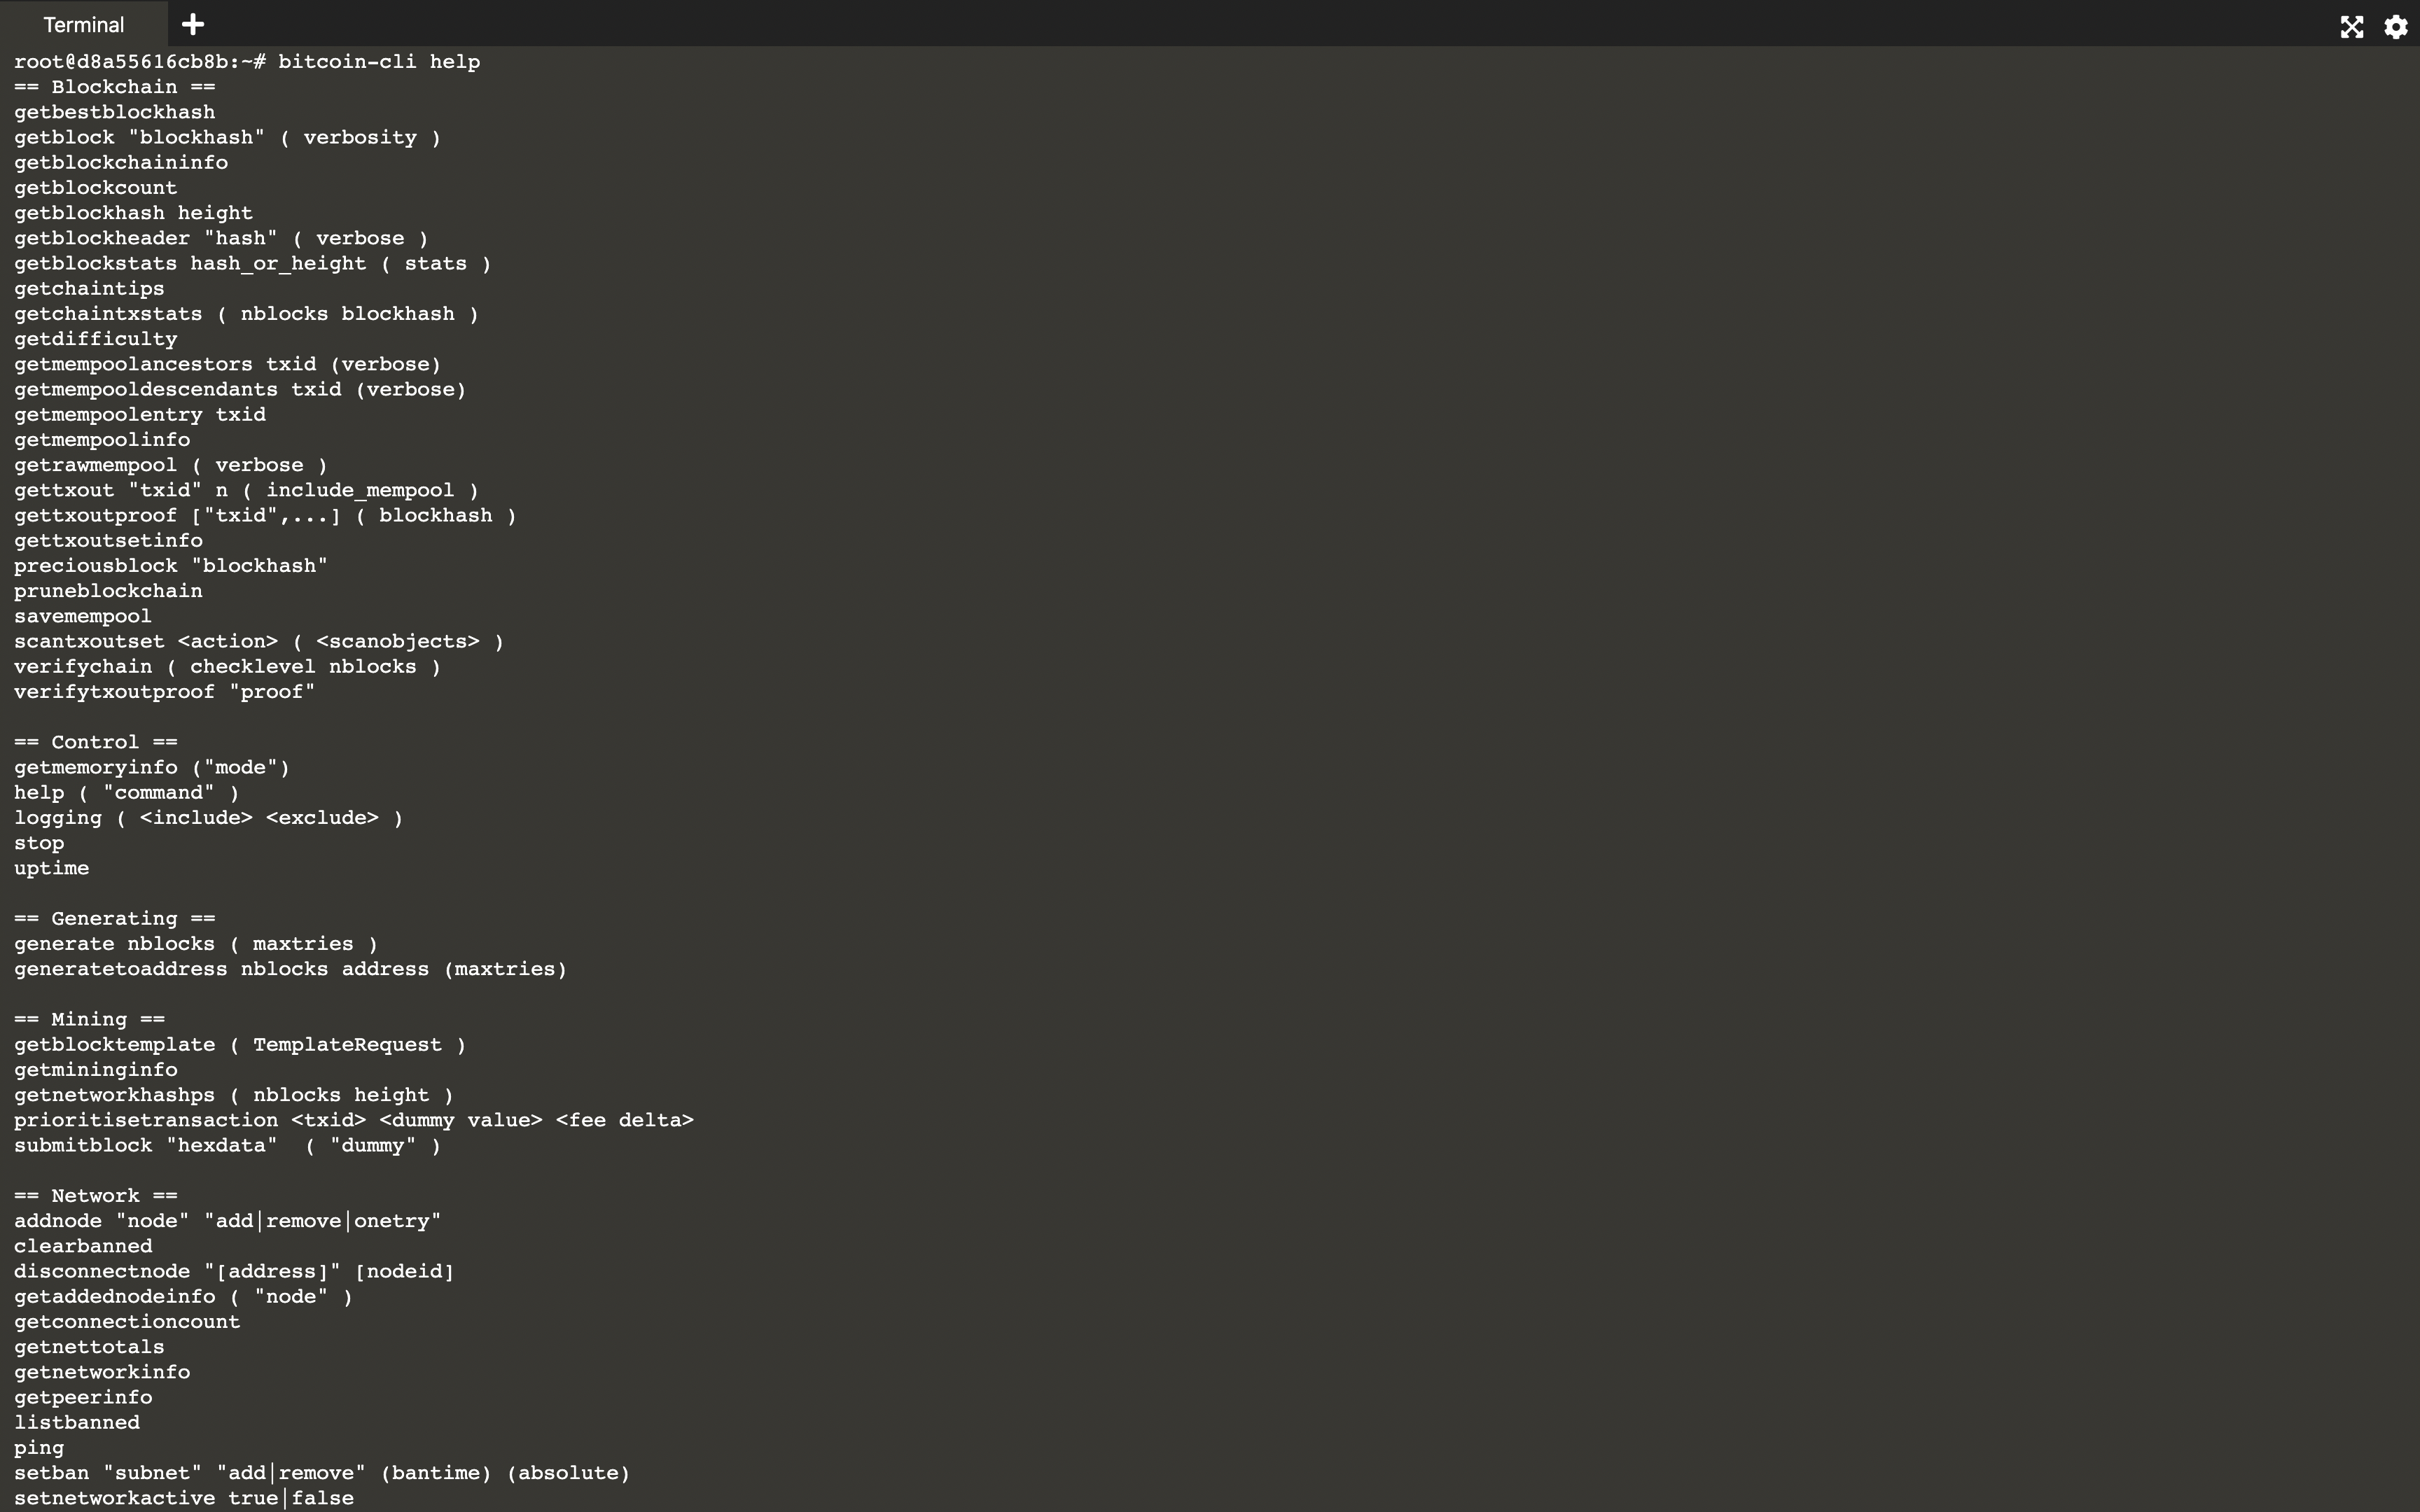 Terminal
root@d8a55616cb8b:~# bitcoin-cli help
== Blockchain ==
getbestblockhash
getblock "blockhash" ( verbosity )
getblockchaininfo
getblockcount
getblockhash height
getblockheader "hash" ( verbose )
getblockstats hash_or_height ( stats )
getchaintips
getchaintxstats ( nblocks blockhash )
getdifficulty
getmempoolancestors txid (verbose)
getmempooldescendants txid (verbose)
getmempoolentry txid
getmempoolinfo
getrawmempool ( verbose )
gettxout "txid" n ( include_mempool )
gettxoutproof ["txid",...] ( blockhash )
gettxoutsetinfo
preciousblock "blockhash"
pruneblockchain
savemempool
scantxoutset <action> ( <scanobjects> )
verifychain ( checklevel nblocks )
verifytxoutproof "proof"

== Control ==
getmemoryinfo ("mode")
help ( "command" )
logging ( <include> <exclude> )
stop
uptime

== Generating ==
generate nblocks ( maxtries )
generatetoaddress nblocks address (maxtries)

== Mining ==
getblocktemplate ( TemplateRequest )
getmininginfo
getnetworkhashps ( nblocks height )
prioritisetransaction <txid> <dummy value> <fee delta>
submitblock "hexdata"  ( "dummy" )

== Network ==
addnode "node" "add|remove|onetry"
clearbanned
disconnectnode "[address]" [nodeid]
getaddednodeinfo ( "node" )
getconnectioncount
getnettotals
getnetworkinfo
getpeerinfo
listbanned
ping
setban "subnet" "add|remove" (bantime) (absolute)
setnetworkactive true|false